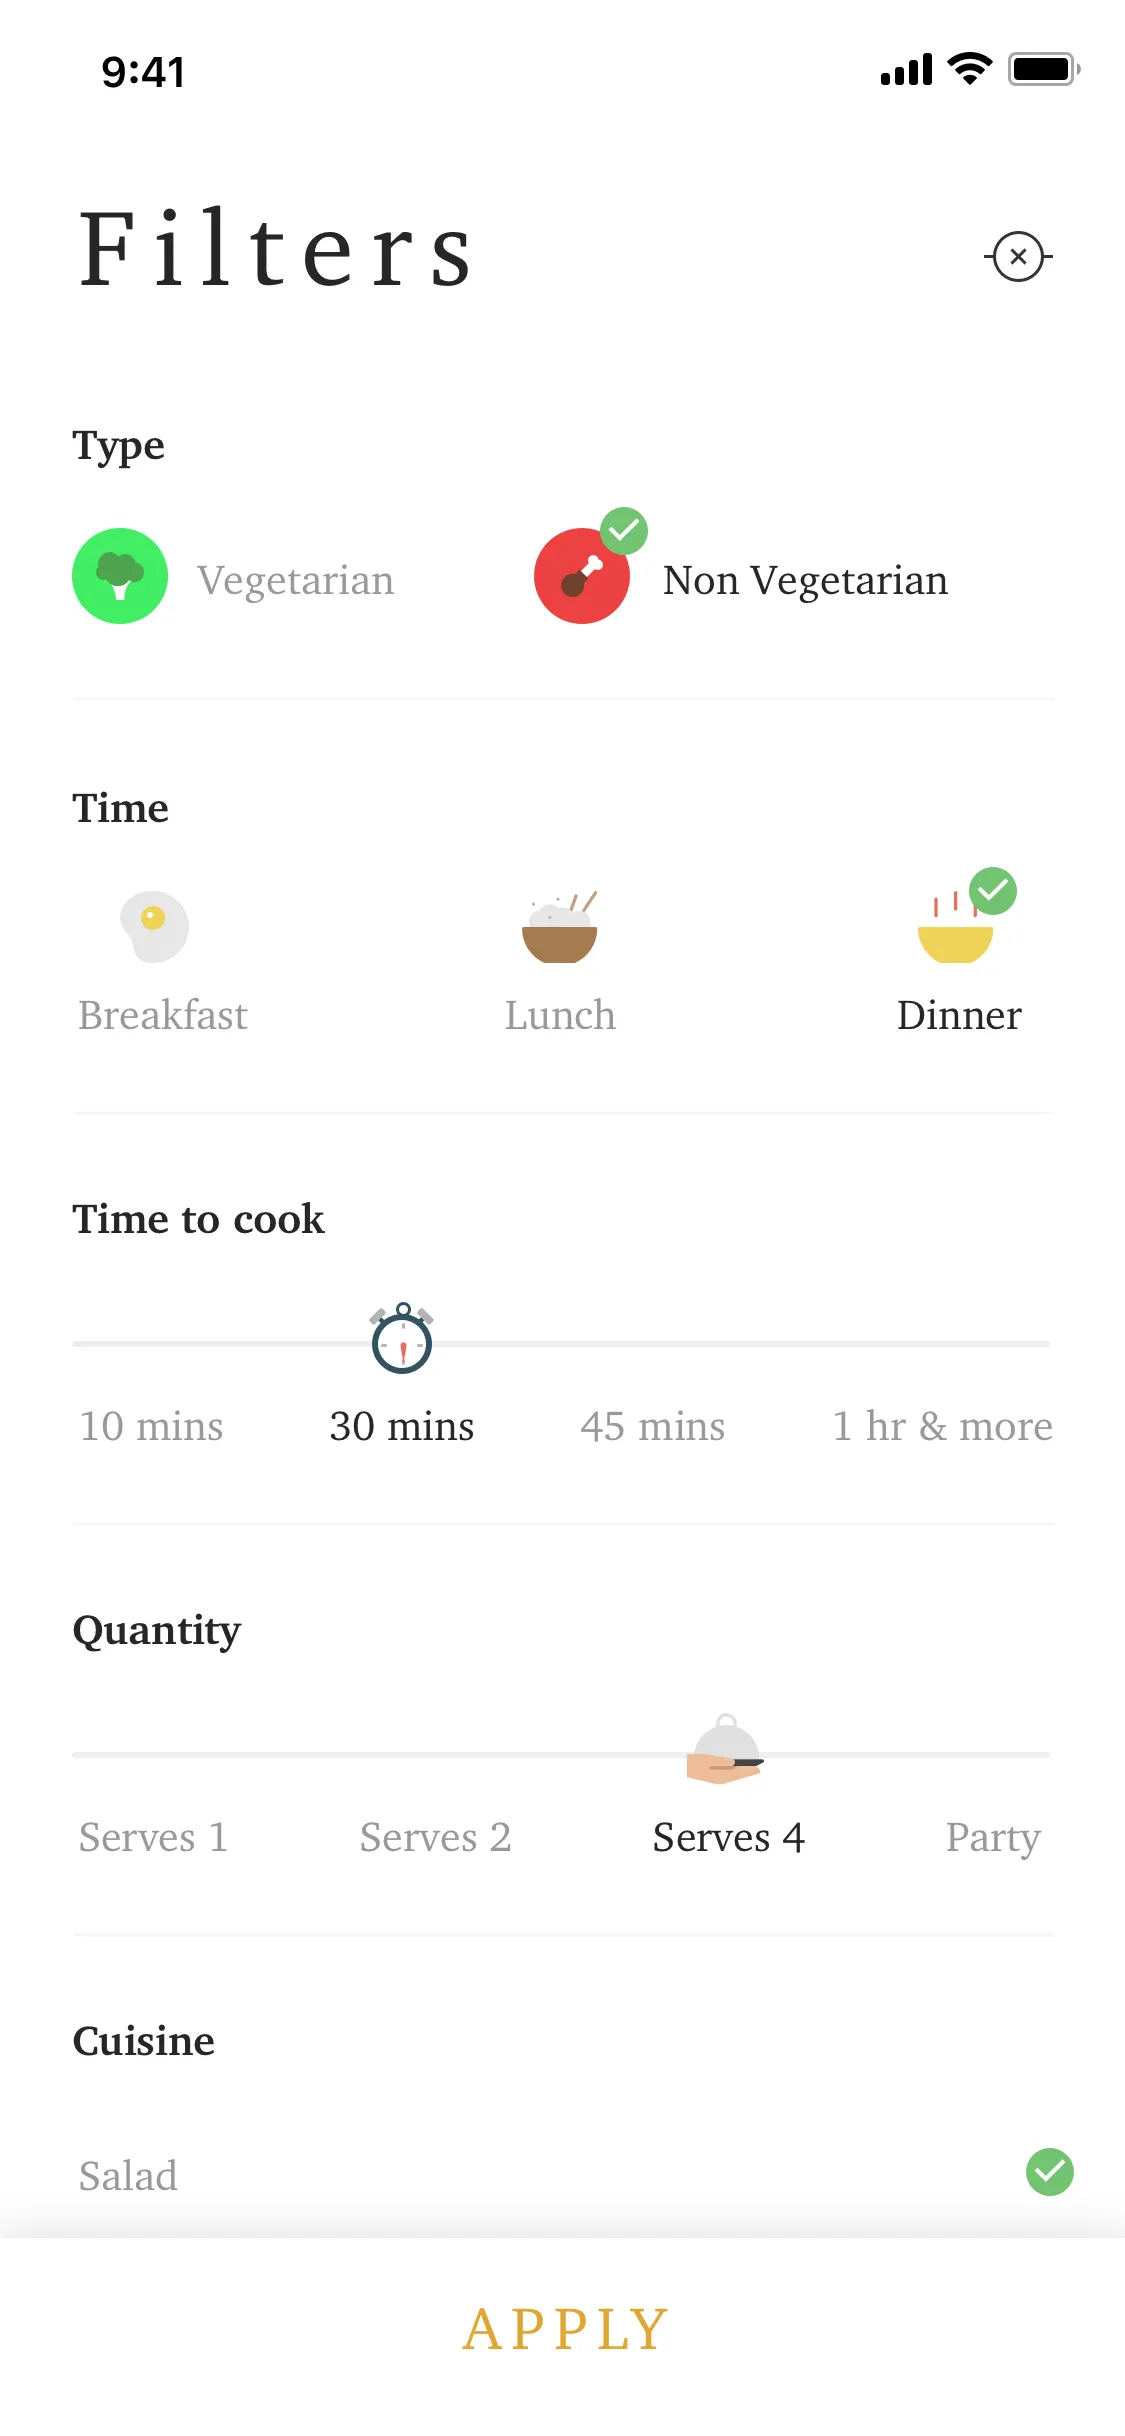 9:41
Filters
Type
Vegetarian
Non Vegetarian
Time
Breakfast
Lunch
Dinner
Time to cook
10 mins
30 mins
45 mins
1 hr & more
Quantity
Serves 1
Serves 2
Serves 4
Party
Cuisine
Salad
APPLY